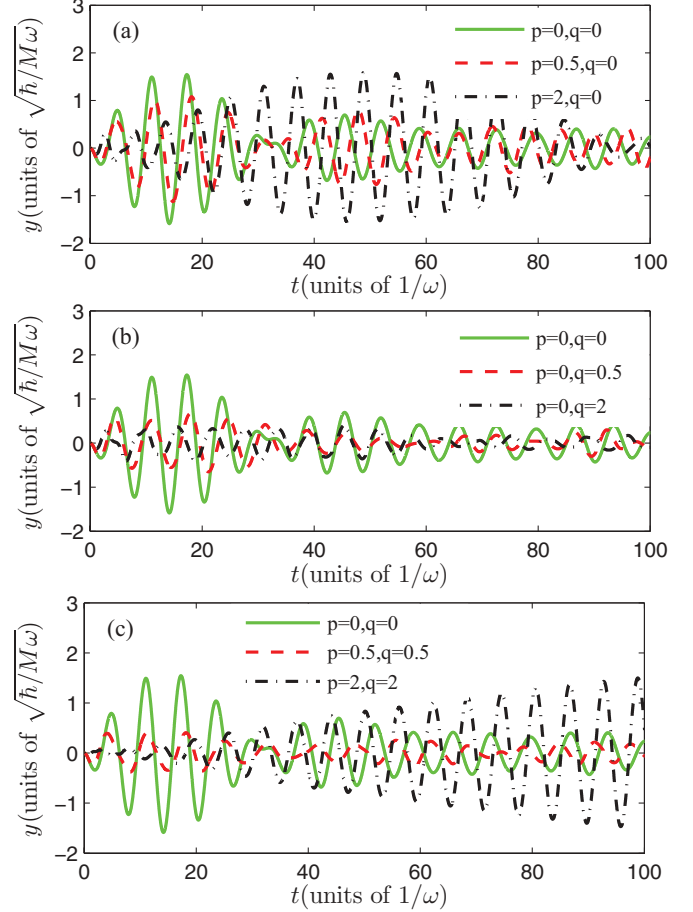 (a)
p=0,q=0
p=0.5,q=0
p=2,q=0
3
2
1
0
−1
−2
y(units of √ħ/Mω)
0
20
40
60
80
100
t(units of 1/ω)
(b)
p=0,q=0
p=0,q=0.5
p=0,q=2
3
2
1
0
−1
−2
y(units of √ħ/Mω)
0
20
40
60
80
100
t(units of 1/ω)
(c)
p=0,q=0
p=0.5,q=0.5
p=2,q=2
3
2
1
0
−1
−2
y(units of √ħ/Mω)
0
20
40
60
80
100
t(units of 1/ω)